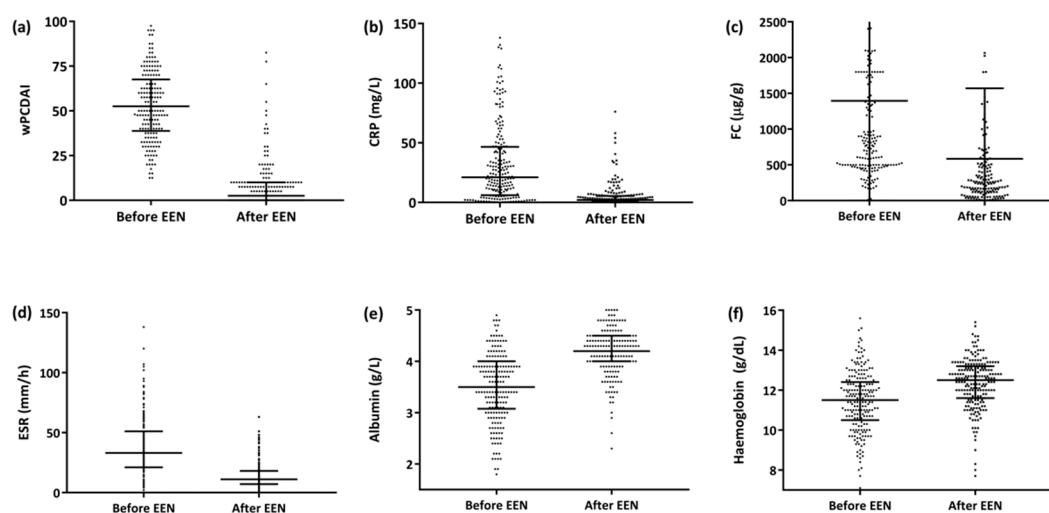 (a)
wPCDAI
100
75
50
25
0
Before EEN
After EEN
(b)
CRP (mg/L)
150
100
50
0
Before EEN
After EEN
(c)
FC (µg/g)
2500
2000
1500
1000
500
0
Before EEN
After EEN
(d)
ESR (mm/h)
150
100
50
0
Before EEN
After EEN
(e)
Albumin (g/L)
5
4
3
2
Before EEN
After EEN
(f)
Haemoglobin (g/dL)
16
14
12
10
8
Before EEN
After EEN